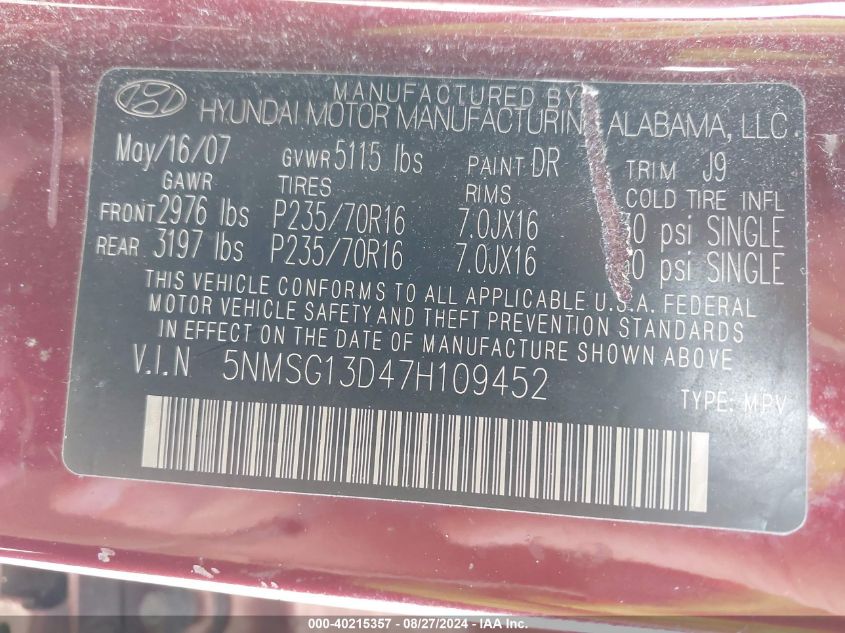 MANUFACTURED BY
HYUNDAI MOTOR MANUFACTURING ALABAMA, LLC.
May/16/07 GVWR 5115 lbs PAINT DR TRIM J9
GAWR TIRES RIMS COLD TIRE INFL
FRONT 2976 lbs P235/70R16 7.0JX16 psi SINGLE
REAR 3197 lbs P235/70R16 7.0JX16 psi SINGLE
THIS VEHICLE CONFORMS TO ALL APPLICABLE U.S.A. FEDERAL
MOTOR VEHICLE SAFETY AND THEFT PREVENTION STANDARDS
IN EFFECT ON THE DATE OF MANUFACTURE SHOWN ABOVE.
V.I.N 5NMSG13D47H109452
TYPE: MPV
000-40215357 - 08/27/2024 - IAA Inc.